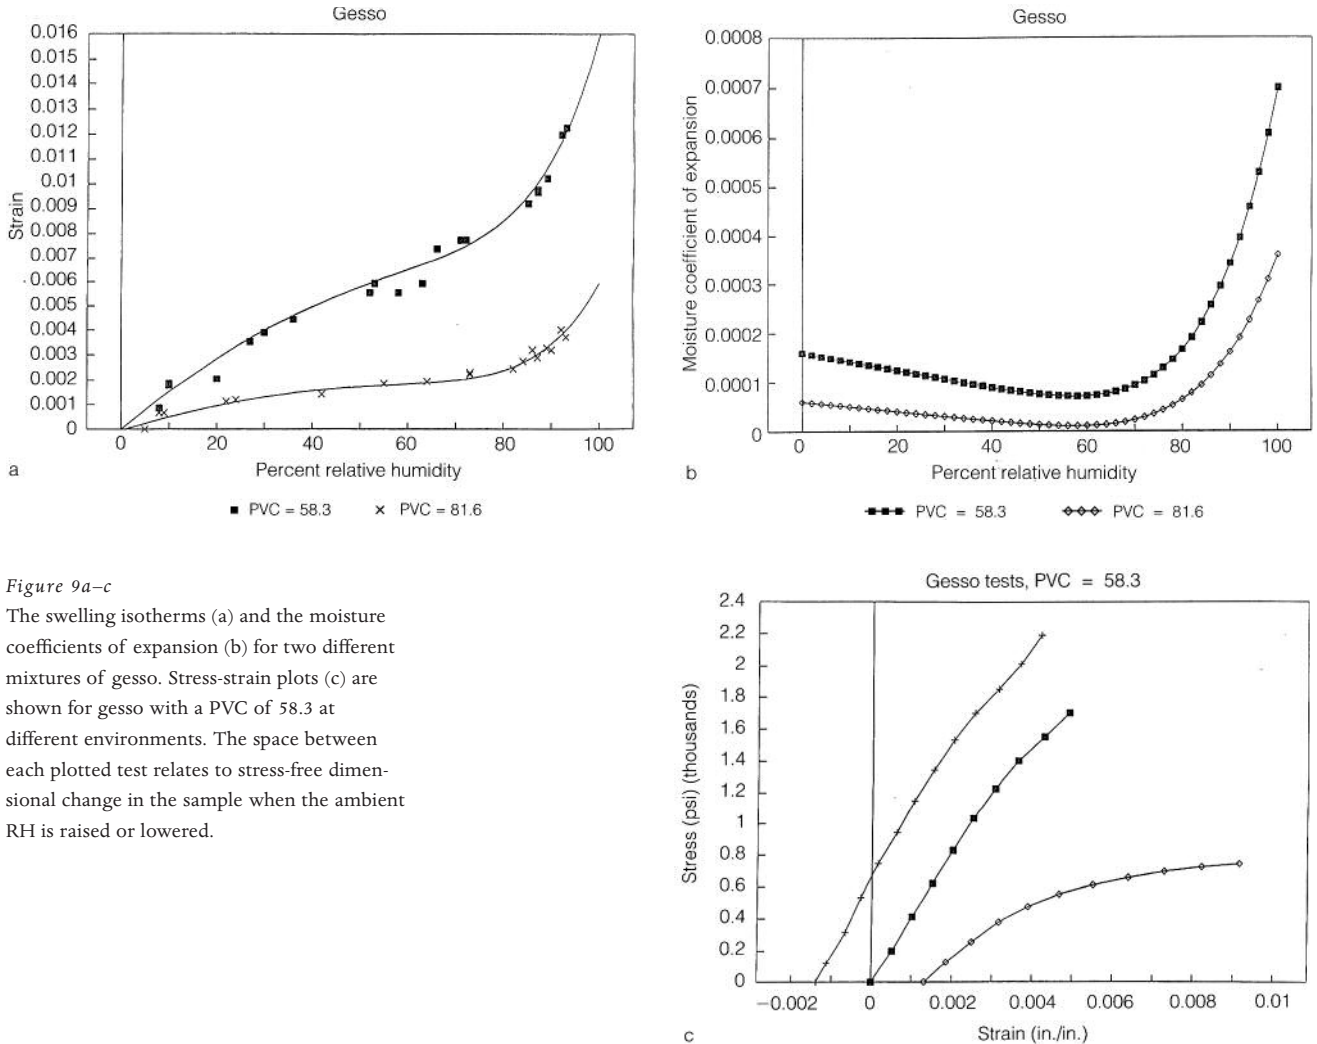 Gesso
0.016
0.015
0.014
0.013
0.012
0.011
0.01
0.009
0.008
0.007
0.006
0.005
0.004
0.003
0.002
0.001
0
Strain
0 20 40 60 80 100
Percent relative humidity
a
PVC = 58.3 PVC = 81.6
Gesso
0.0008
0.0007
0.0006
0.0005
0.0004
0.0003
0.0002
0.0001
0
Moisture coefficient of expansion
0 20 40 60 80 100
Percent relative humidity
b
PVC = 58.3 PVC = 81.6
Figure 9a–c
The swelling isotherms (a) and the moisture
coefficients of expansion (b) for two different
mixtures of gesso. Stress-strain plots (c) are
shown for gesso with a PVC of 58.3 at
different environments. The space between
each plotted test relates to stress-free dimen-
sional change in the sample when the ambient
RH is raised or lowered.
Gesso tests, PVC = 58.3
2.4
2.2
2
1.8
1.6
1.4
1.2
1
0.8
0.6
0.4
0.2
0
Stress (psi) (thousands)
−0.002 0 0.002 0.004 0.006 0.008 0.01
Strain (in./in.)
c